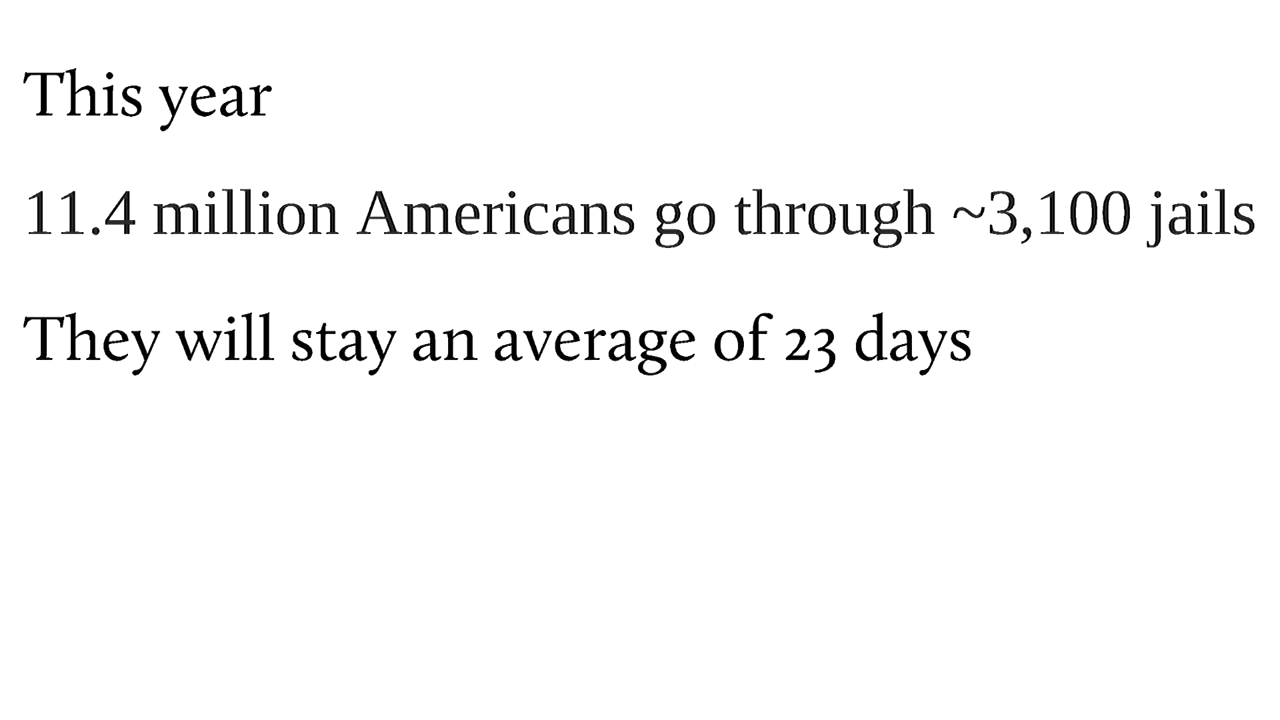 This year
11.4 million Americans go through ~3,100 jails
They will stay an average of 23 days